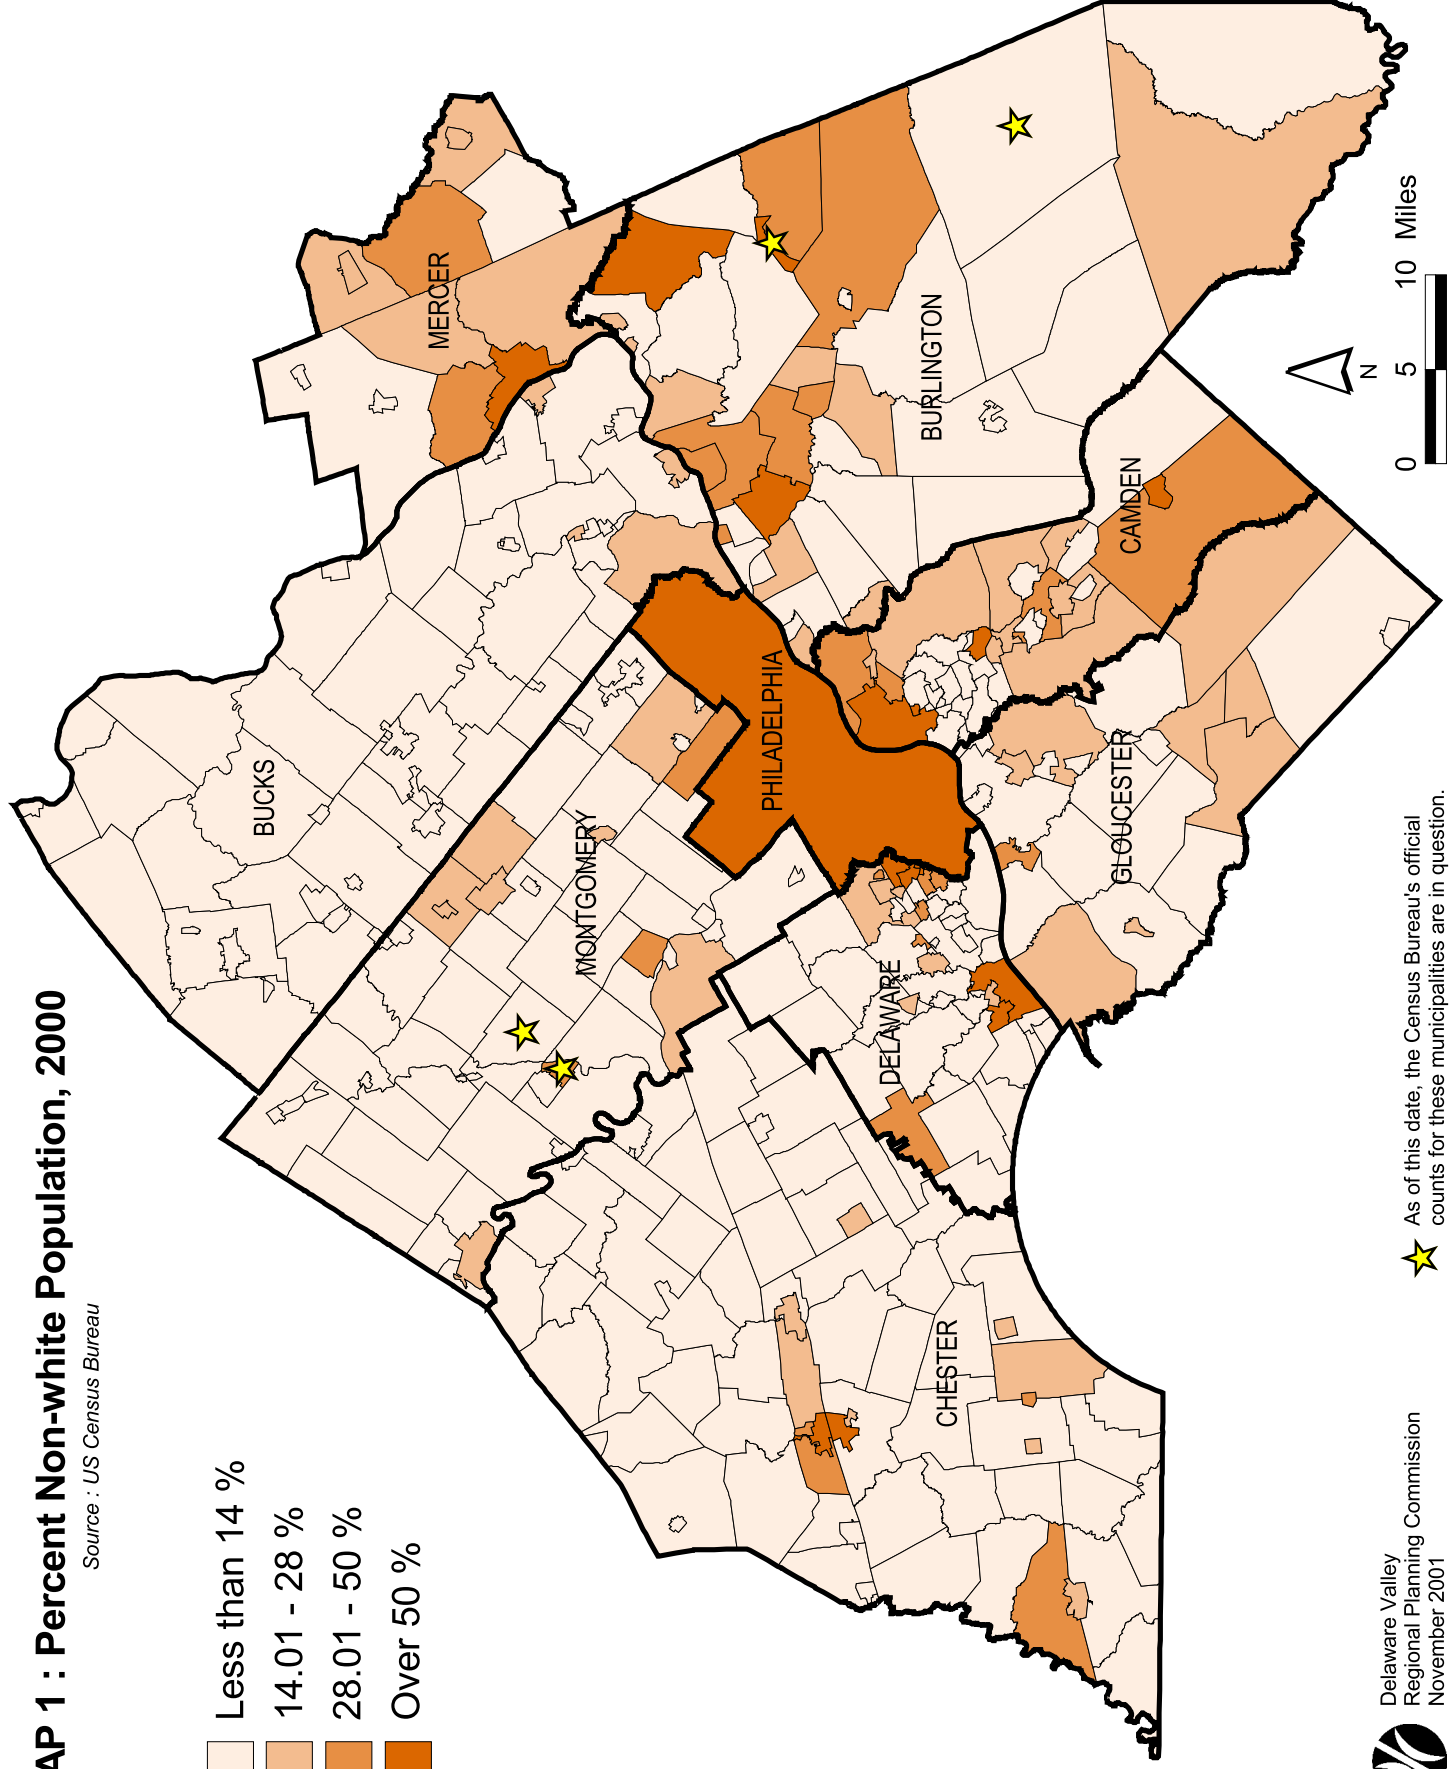 AP 1 : Percent Non-white Population, 2000
Source : US Census Bureau
Less than 14 %
14.01 - 28 %
28.01 - 50 %
Over 50 %
BUCKS
MERCER
MONTGOMERY
PHILADELPHIA
BURLINGTON
CAMDEN
GLOUCESTER
DELAWARE
CHESTER
N
0 5 10 Miles
As of this date, the Census Bureau's official
counts for these municipalities are in question.
Delaware Valley
Regional Planning Commission
November 2001